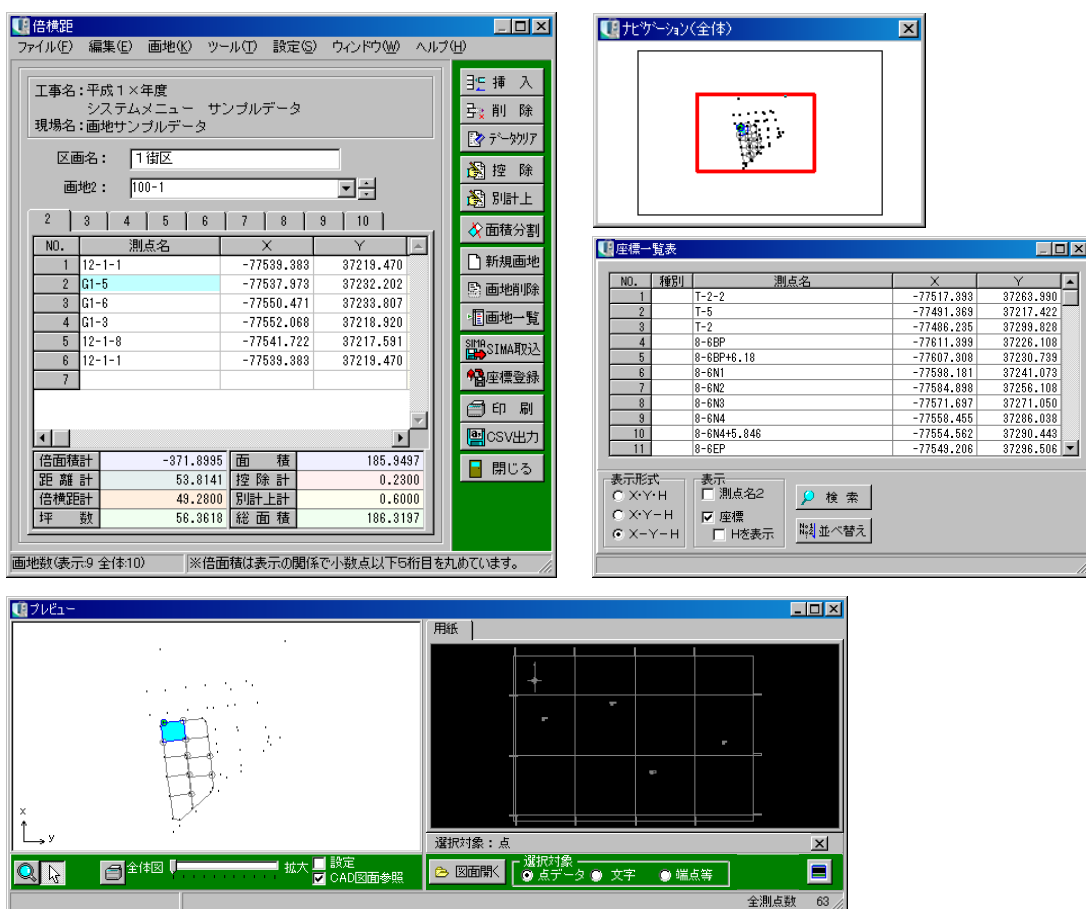 倍横距
ファイル(F) 編集(E) 画地(K) ツール(T) 設定(S) ウィンドウ(W) ヘルプ(H)
工事名:平成1×年度
システムメニュー サンプルデータ
現場名:画地サンプルデータ
区画名: 1街区
画地2: 100-1
2 3 4 5 6 7 8 9 10
NO. 測点名 X Y
1 12-1-1 -77539.383 37219.470
2 G1-5 -77537.973 37232.202
3 G1-6 -77550.471 37233.807
4 G1-3 -77552.068 37218.920
5 12-1-8 -77541.722 37217.591
6 12-1-1 -77539.383 37219.470
7
倍面積計 -371.8995 面 積 185.9497
距離計 53.8141 控除計 0.2300
倍横距計 49.2800 別計上計 0.6000
坪 数 56.3618 総面積 186.3197
画地数(表示:9 全体:10) ※倍面積は表示の関係で小数点以下5桁目を丸めています。
挿 入
削 除
データクリア
控 除
別計上
面積分割
新規画地
画地削除
画地一覧
SIMA SIMA取込
座標登録
印 刷
CSV出力
閉じる
ナビゲーション(全体)
座標一覧表
NO. 種別 測点名 X Y
1 T-2-2 -77517.393 37263.990
2 T-5 -77491.369 37217.422
3 T-2 -77486.235 37299.828
4 8-6BP -77611.399 37226.108
5 8-6BP+6.18 -77607.308 37230.739
6 8-6N1 -77598.181 37241.073
7 8-6N2 -77584.898 37256.108
8 8-6N3 -77571.697 37271.050
9 8-6N4 -77558.455 37286.038
10 8-6N4+5.846 -77554.562 37290.443
11 8-6EP -77549.206 37296.506
表示形式
X・Y・H
X・Y－H
X－Y－H
表示
測点名2
座標
Hを表示
検 索
並べ替え
プレビュー
x
y
全体図 拡大
設定
CAD図面参照
用紙
選択対象:点
図面開く
選択対象
点データ 文字 端点等
全測点数 63